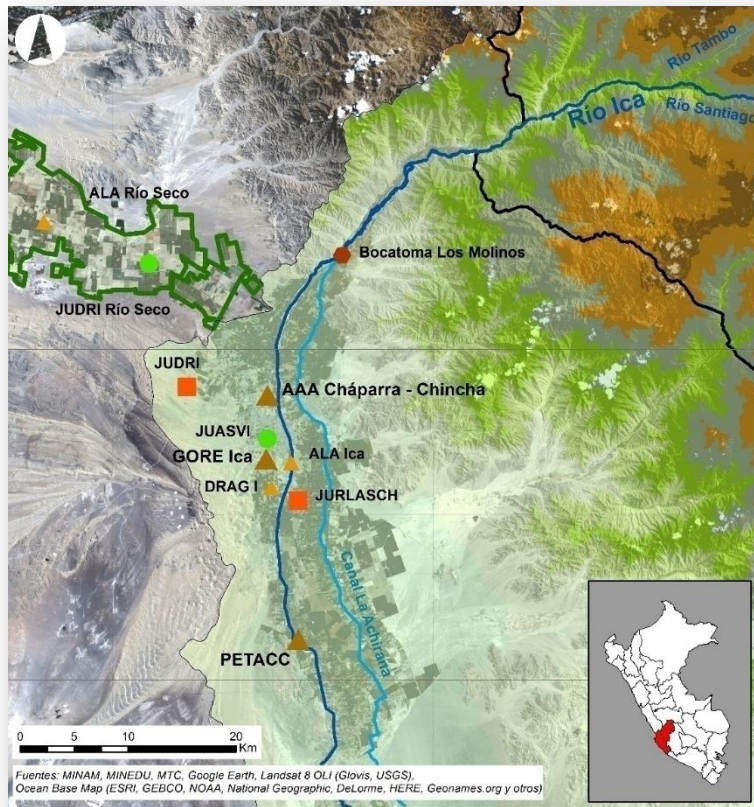 Río Tambo
Río Santiago
Río Ica
ALA Río Seco
Bocatoma Los Molinos
JUDRI Río Seco
JUDRI
AAA Cháparra - Chincha
JUASVI
GORE Ica
ALA Ica
DRAG I
JURLASCH
Canal La Achirana
PETACC
0 5 10 20
Km
Fuentes: MINAM, MINEDU, MTC, Google Earth, Landsat 8 OLI (Glovis, USGS),
Ocean Base Map (ESRI, GEBCO, NOAA, National Geographic, DeLorme, HERE, Geonames.org y otros)